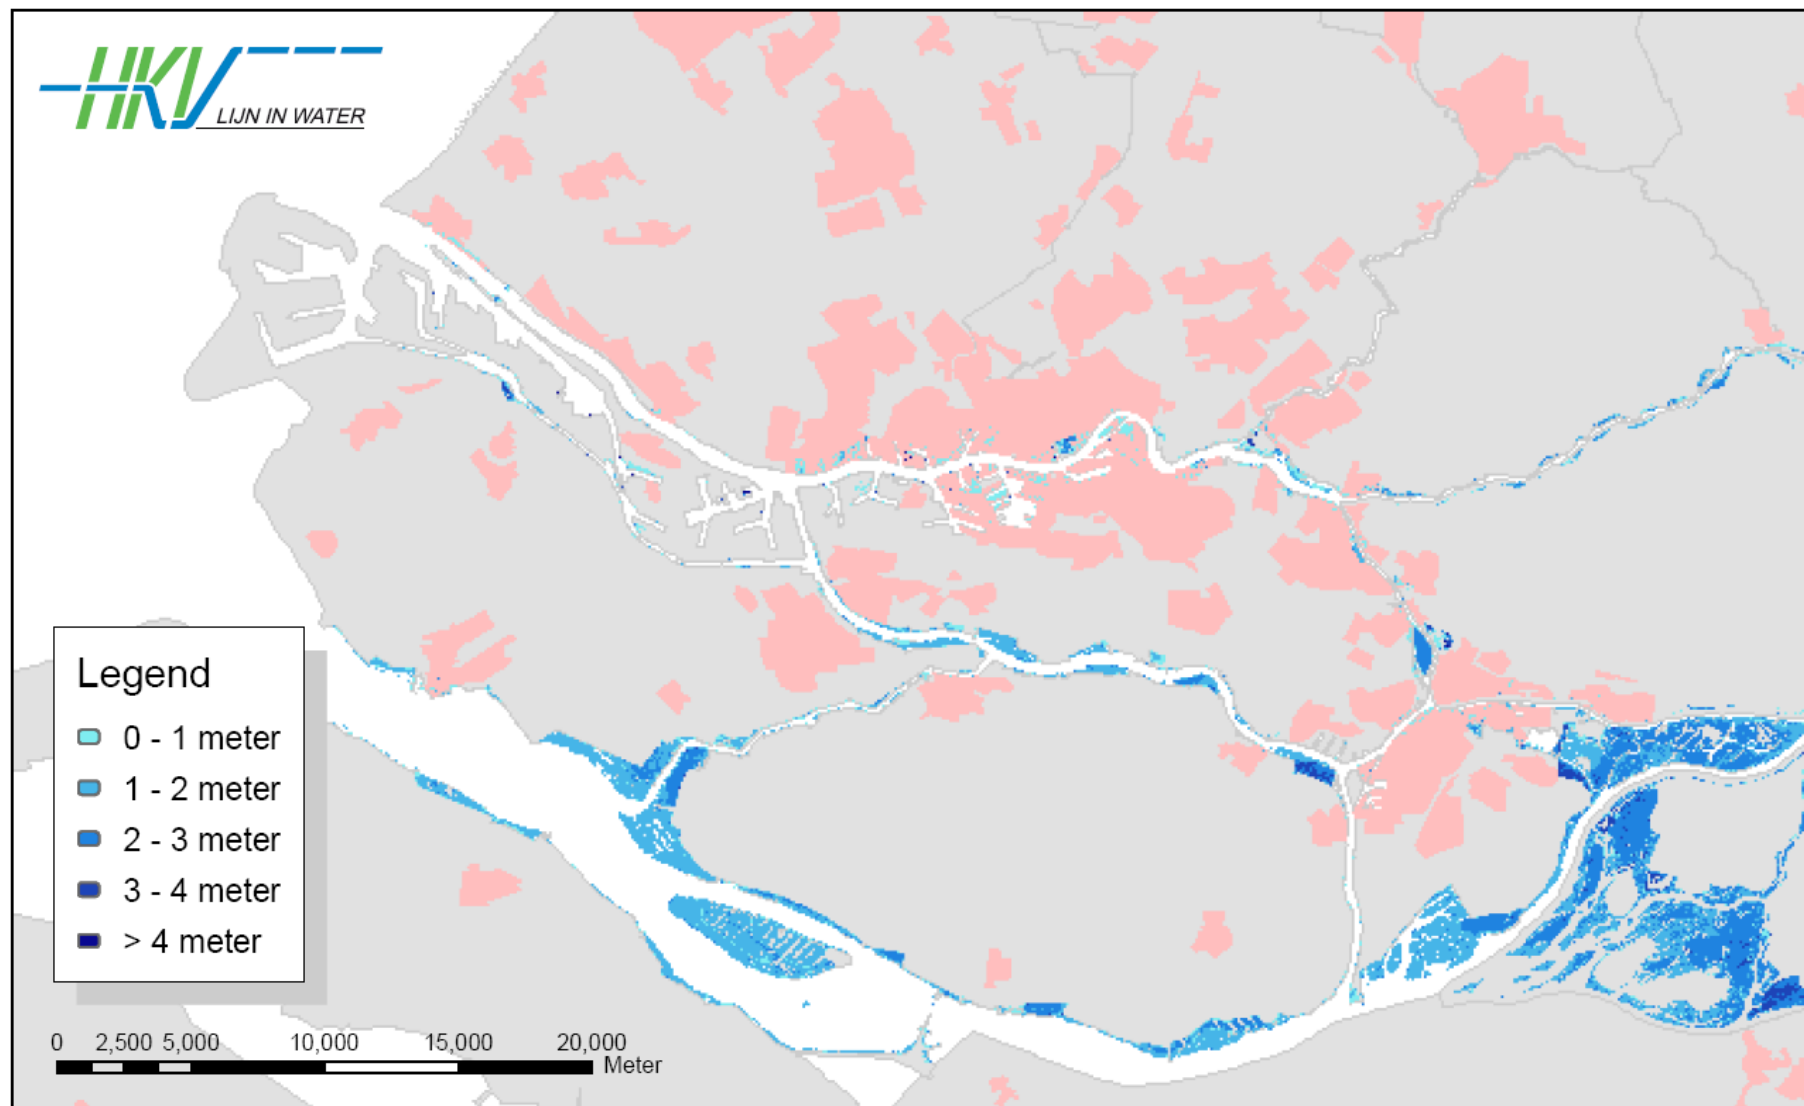 HKV
LIJN IN WATER
Legend
0 - 1 meter
1 - 2 meter
2 - 3 meter
3 - 4 meter
> 4 meter
0 2,500 5,000 10,000 15,000 20,000
Meter